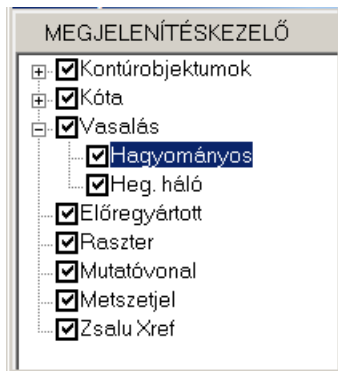 MEGJELENÍTÉSKEZELŐ
Kontúrobjektumok
Kóta
Vasalás
Hagyományos
Heg. háló
Előregyártott
Raszter
Mutatóvonal
Metszetjel
Zsalu Xref